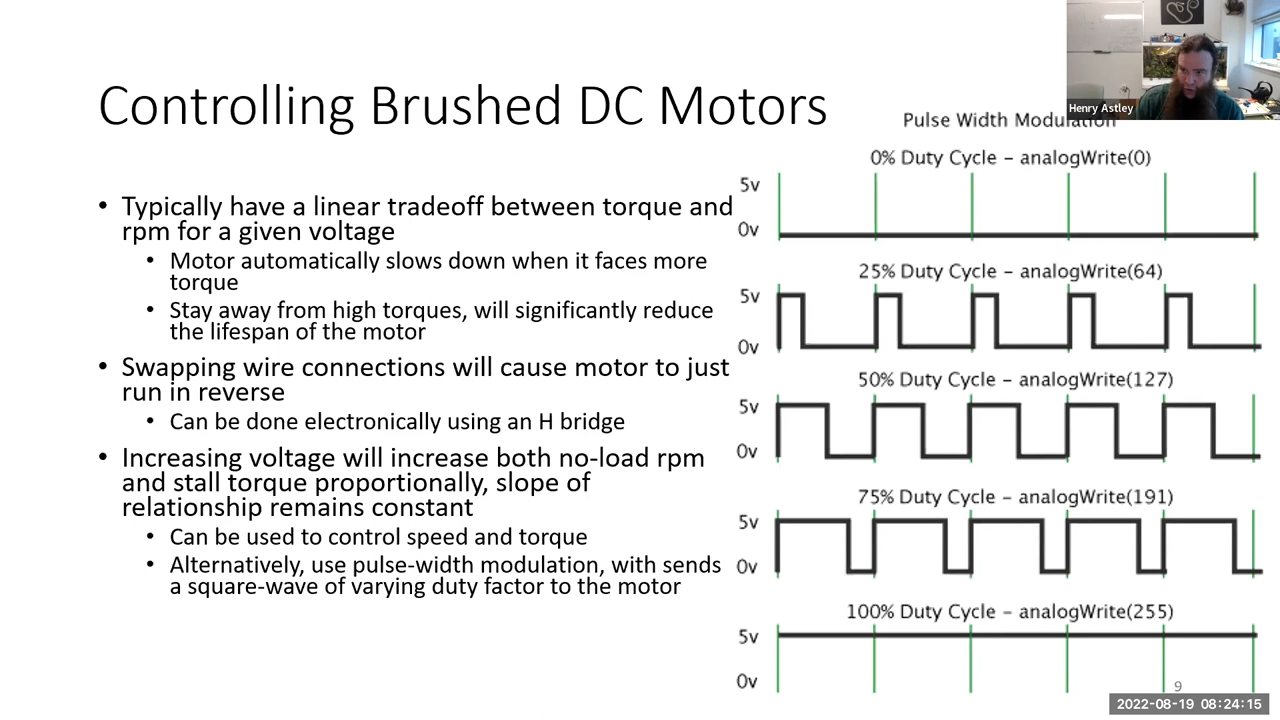 Henry Astley
Controlling Brushed DC Motors
• Typically have a linear tradeoff between torque and
rpm for a given voltage
• Motor automatically slows down when it faces more
torque
• Stay away from high torques, will significantly reduce
the lifespan of the motor
• Swapping wire connections will cause motor to just
run in reverse
• Can be done electronically using an H bridge
• Increasing voltage will increase both no-load rpm
and stall torque proportionally, slope of
relationship remains constant
• Can be used to control speed and torque
• Alternatively, use pulse-width modulation, with sends
a square-wave of varying duty factor to the motor
Pulse Width Modulation
0% Duty Cycle – analogWrite(0)
5v
0v
25% Duty Cycle – analogWrite(64)
5v
0v
50% Duty Cycle – analogWrite(127)
5v
0v
75% Duty Cycle – analogWrite(191)
5v
0v
100% Duty Cycle – analogWrite(255)
5v
0v
9
2022-08-19 08:24:15